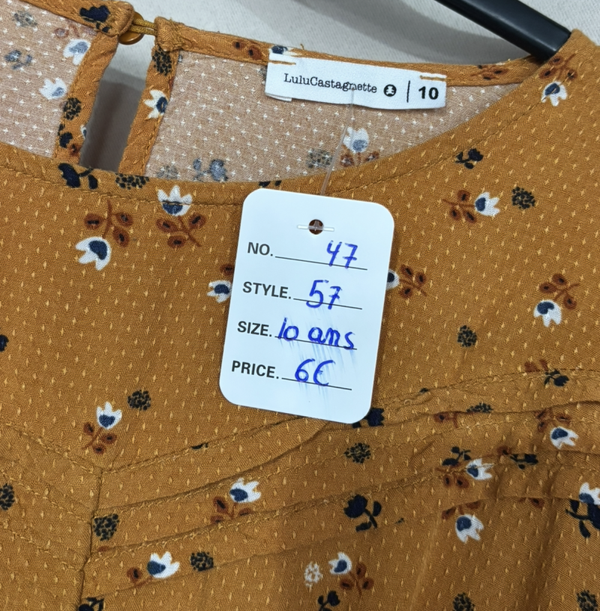 LuluCastagnette | 10
NO. 47
STYLE. 57
SIZE. 10 ans
PRICE. 6€